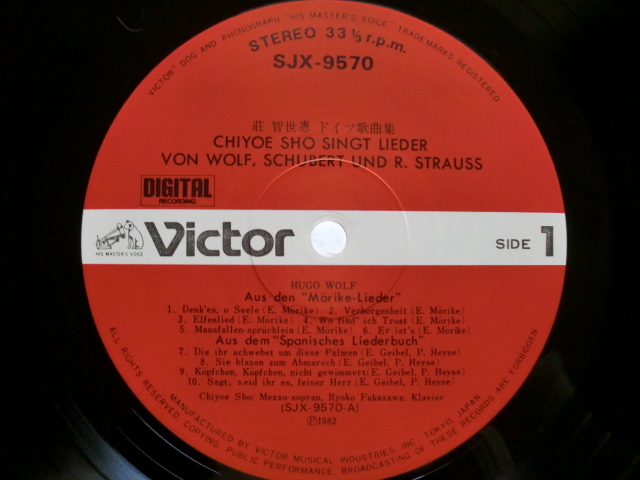 "VICTOR" DOG AND PHONOGRAPH "HIS MASTER'S VOICE" TRADEMARKS REGISTERED
STEREO 33⅓ r.p.m.
SJX-9570
荘 智世恵 ドイツ歌曲集
CHIYOE SHO SINGT LIEDER
VON WOLF, SCHUBERT UND R. STRAUSS
DIGITAL
RECORDING
HIS MASTER'S VOICE
Victor
SIDE 1
HUGO WOLF
Aus den "Mörike-Lieder"
1. Denk'es, o Seele (E. Mörike) 2. Verborgenheit (E. Mörike)
3. Elfenlied (E. Mörike) 4. Wo find' ich Trost (E. Mörike)
5. Mausfallen-sprüchlein (E. Mörike) 6. Er ist's (E. Mörike)
Aus dem "Spanisches Liederbuch"
7. Die ihr schwebet um diese Palmen (E. Geibel, P. Heyse)
8. Sie blasen zum Abmarsch (E. Geibel, P. Heyse)
9. Köpfchen, Köpfchen, nicht gewimmert (E. Geibel, P. Heyse)
10. Sagt, seid ihr es, feiner Herr (E. Geibel, P. Heyse)
Chiyoe Sho: Mezzo-sopran, Ryoko Fukasawa: Klavier
(SJX-9570-A)
Ⓟ1982
MANUFACTURED BY VICTOR MUSICAL INDUSTRIES, INC. TOKYO, JAPAN.
ALL RIGHTS RESERVED. COPYING, PUBLIC PERFORMANCE, BROADCASTING OF THESE RECORDS ARE FORBIDDEN